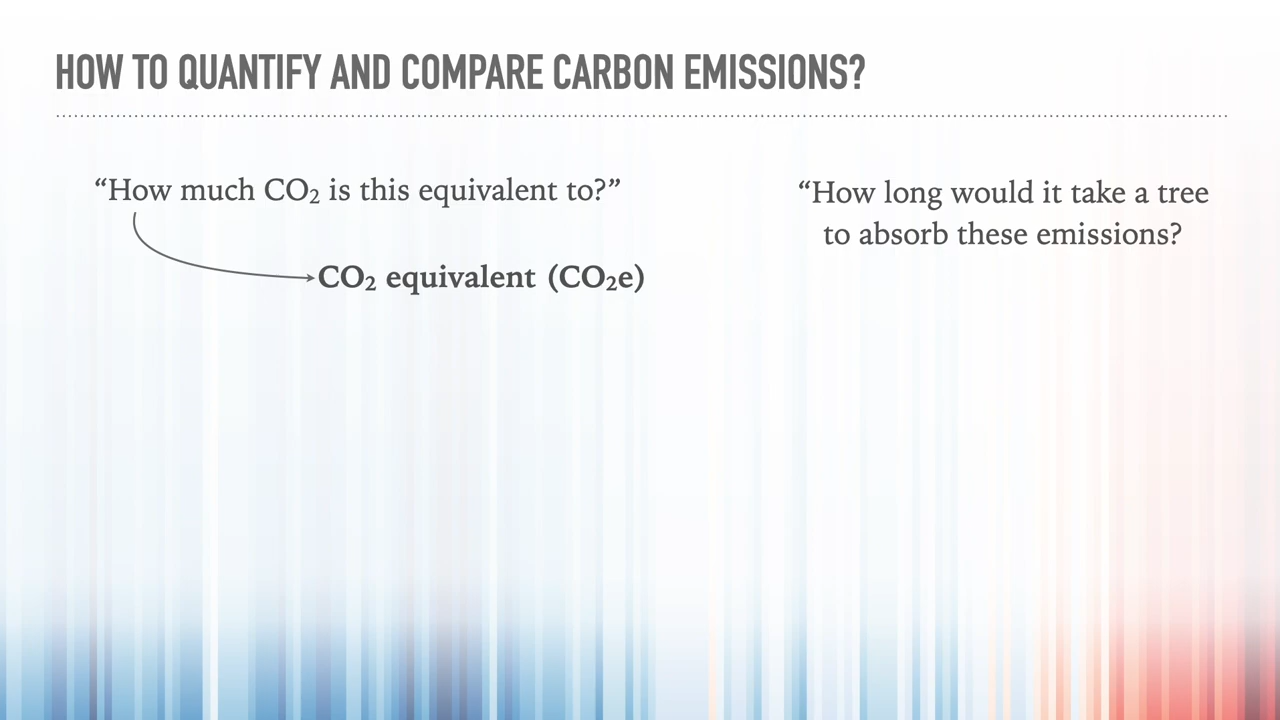 HOW TO QUANTIFY AND COMPARE CARBON EMISSIONS?
“How much CO₂ is this equivalent to?”
CO₂ equivalent (CO₂e)
“How long would it take a tree
to absorb these emissions?